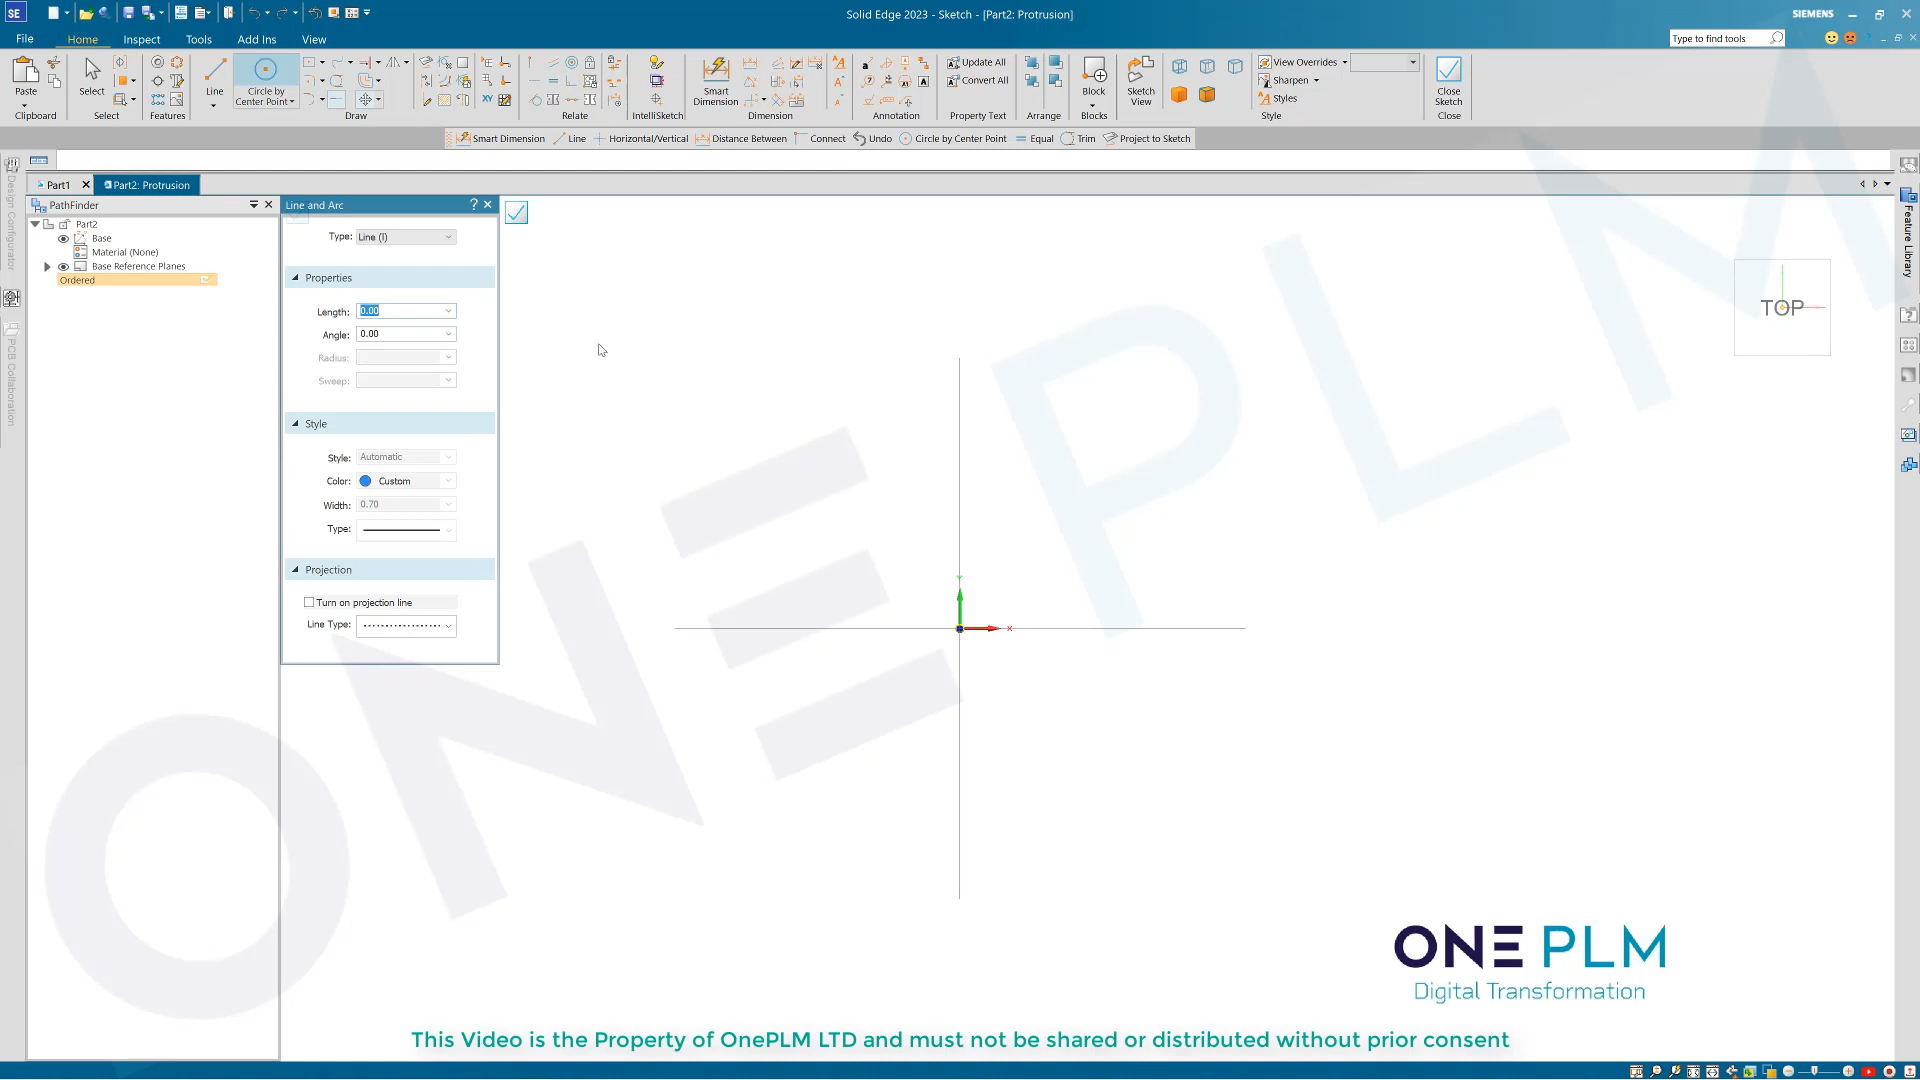 SE
Solid Edge 2023 - Sketch - [Part2: Protrusion]
SIEMENS
File
Home
Inspect
Tools
Add Ins
View
Type to find tools
Paste
Clipboard
Select
Select
Features
Line
Circle by
Center Point
Draw
Relate
IntelliSketch
Smart
Dimension
Dimension
Annotation
Update All
Convert All
Property Text
Arrange
Block
Blocks
Sketch
View
View Overrides
Sharpen
Styles
Style
Close
Sketch
Close
Smart Dimension
Line
Horizontal/Vertical
Distance Between
Connect
Undo
Circle by Center Point
Equal
Trim
Project to Sketch
Part1
Part2: Protrusion
Design Configurator
PCB Collaboration
Feature Library
PathFinder
Part2
Base
Material (None)
Base Reference Planes
Ordered
Line and Arc
Type: Line (l)
Properties
Length: 0.00
Angle: 0.00
Radius:
Sweep:
Style
Style: Automatic
Color: Custom
Width: 0.70
Type:
Projection
Turn on projection line
Line Type:
TOP
Y
X
ONE PLM
ONE PLM
Digital Transformation
This Video is the Property of OnePLM LTD and must not be shared or distributed without prior consent